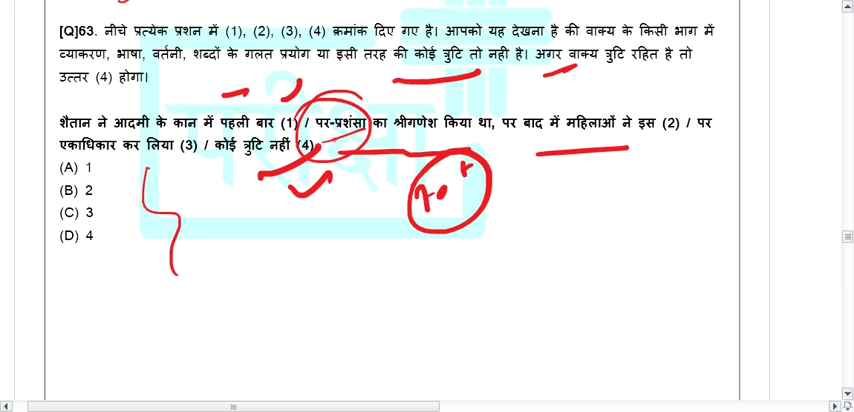 [Q]63. नीचे प्रत्येक प्रशन में (1), (2), (3), (4) क्रमांक दिए गए है। आपको यह देखना है की वाक्य के किसी भाग में
व्याकरण, भाषा, वर्तनी, शब्दों के गलत प्रयोग या इसी तरह की कोई त्रुटि तो नही है। अगर वाक्य त्रुटि रहित है तो
उत्तर (4) होगा।
शैतान ने आदमी के कान में पहली बार (1) / पर-प्रशंसा का श्रीगणेश किया था, पर बाद में महिलाओं ने इस (2) / पर
एकाधिकार कर लिया (3) / कोई त्रुटि नहीं (4)
(A) 1
(B) 2
(C) 3
(D) 4